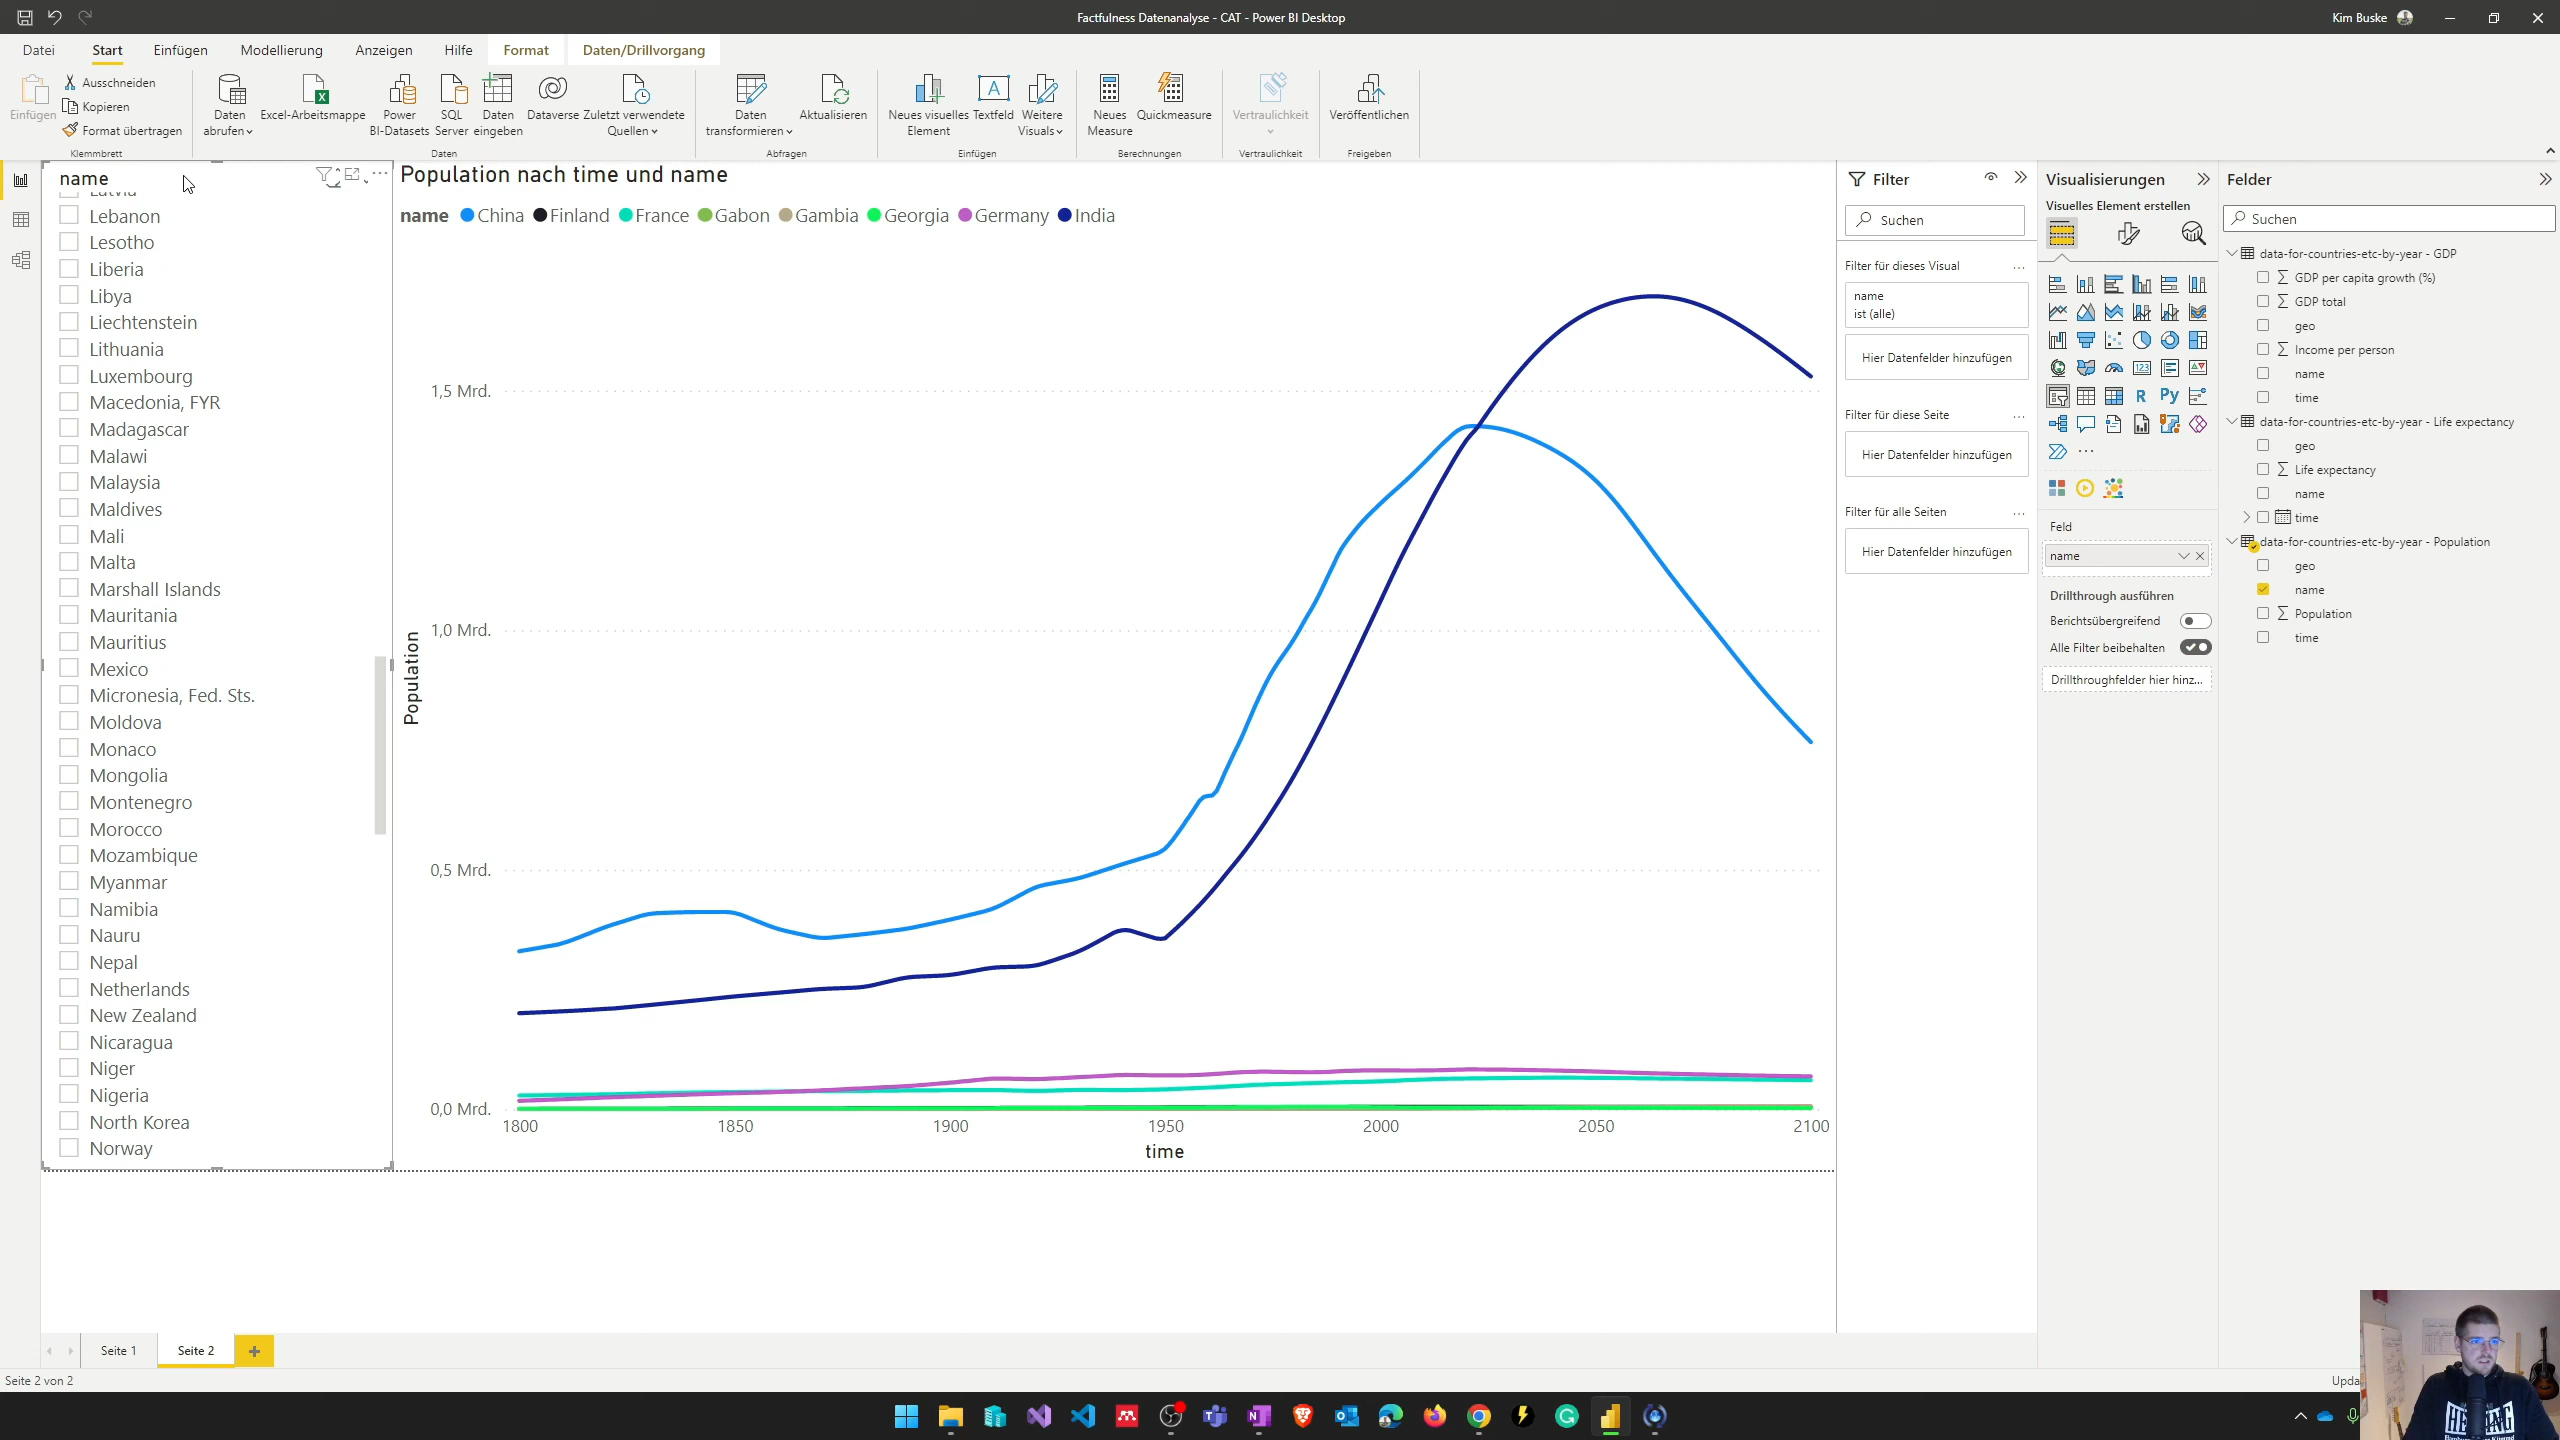 Factfulness Datenanalyse - CAT - Power BI Desktop
Kim Buske
Datei
Start
Einfügen
Modellierung
Anzeigen
Hilfe
Format
Daten/Drillvorgang
Einfügen
Ausschneiden
Kopieren
Format übertragen
Klemmbrett
Daten abrufen
Excel-Arbeitsmappe
Power BI-Datasets
SQL Server
Daten eingeben
Dataverse
Zuletzt verwendete Quellen
Daten
Daten transformieren
Aktualisieren
Abfragen
Neues visuelles Element
Textfeld
Weitere Visuals
Einfügen
Neues Measure
Quickmeasure
Berechnungen
Vertraulichkeit
Vertraulichkeit
Veröffentlichen
Freigeben
name
Latvia
Lebanon
Lesotho
Liberia
Libya
Liechtenstein
Lithuania
Luxembourg
Macedonia, FYR
Madagascar
Malawi
Malaysia
Maldives
Mali
Malta
Marshall Islands
Mauritania
Mauritius
Mexico
Micronesia, Fed. Sts.
Moldova
Monaco
Mongolia
Montenegro
Morocco
Mozambique
Myanmar
Namibia
Nauru
Nepal
Netherlands
New Zealand
Nicaragua
Niger
Nigeria
North Korea
Norway
Population nach time und name
name China Finland France Gabon Gambia Georgia Germany India
Population
1,5 Mrd.
1,0 Mrd.
0,5 Mrd.
0,0 Mrd.
1800 1850 1900 1950 2000 2050 2100
time
Filter
Suchen
Filter für dieses Visual
name
ist (alle)
Hier Datenfelder hinzufügen
Filter für diese Seite
Hier Datenfelder hinzufügen
Filter für alle Seiten
Hier Datenfelder hinzufügen
Visualisierungen
Visuelles Element erstellen
123
R
Py
Feld
name
Drillthrough ausführen
Berichtsübergreifend
Alle Filter beibehalten
Drillthroughfelder hier hinz...
Felder
Suchen
data-for-countries-etc-by-year - GDP
GDP per capita growth (%)
GDP total
geo
Income per person
name
time
data-for-countries-etc-by-year - Life expectancy
geo
Life expectancy
name
time
data-for-countries-etc-by-year - Population
geo
name
Population
time
Seite 1
Seite 2
Seite 2 von 2
Upda